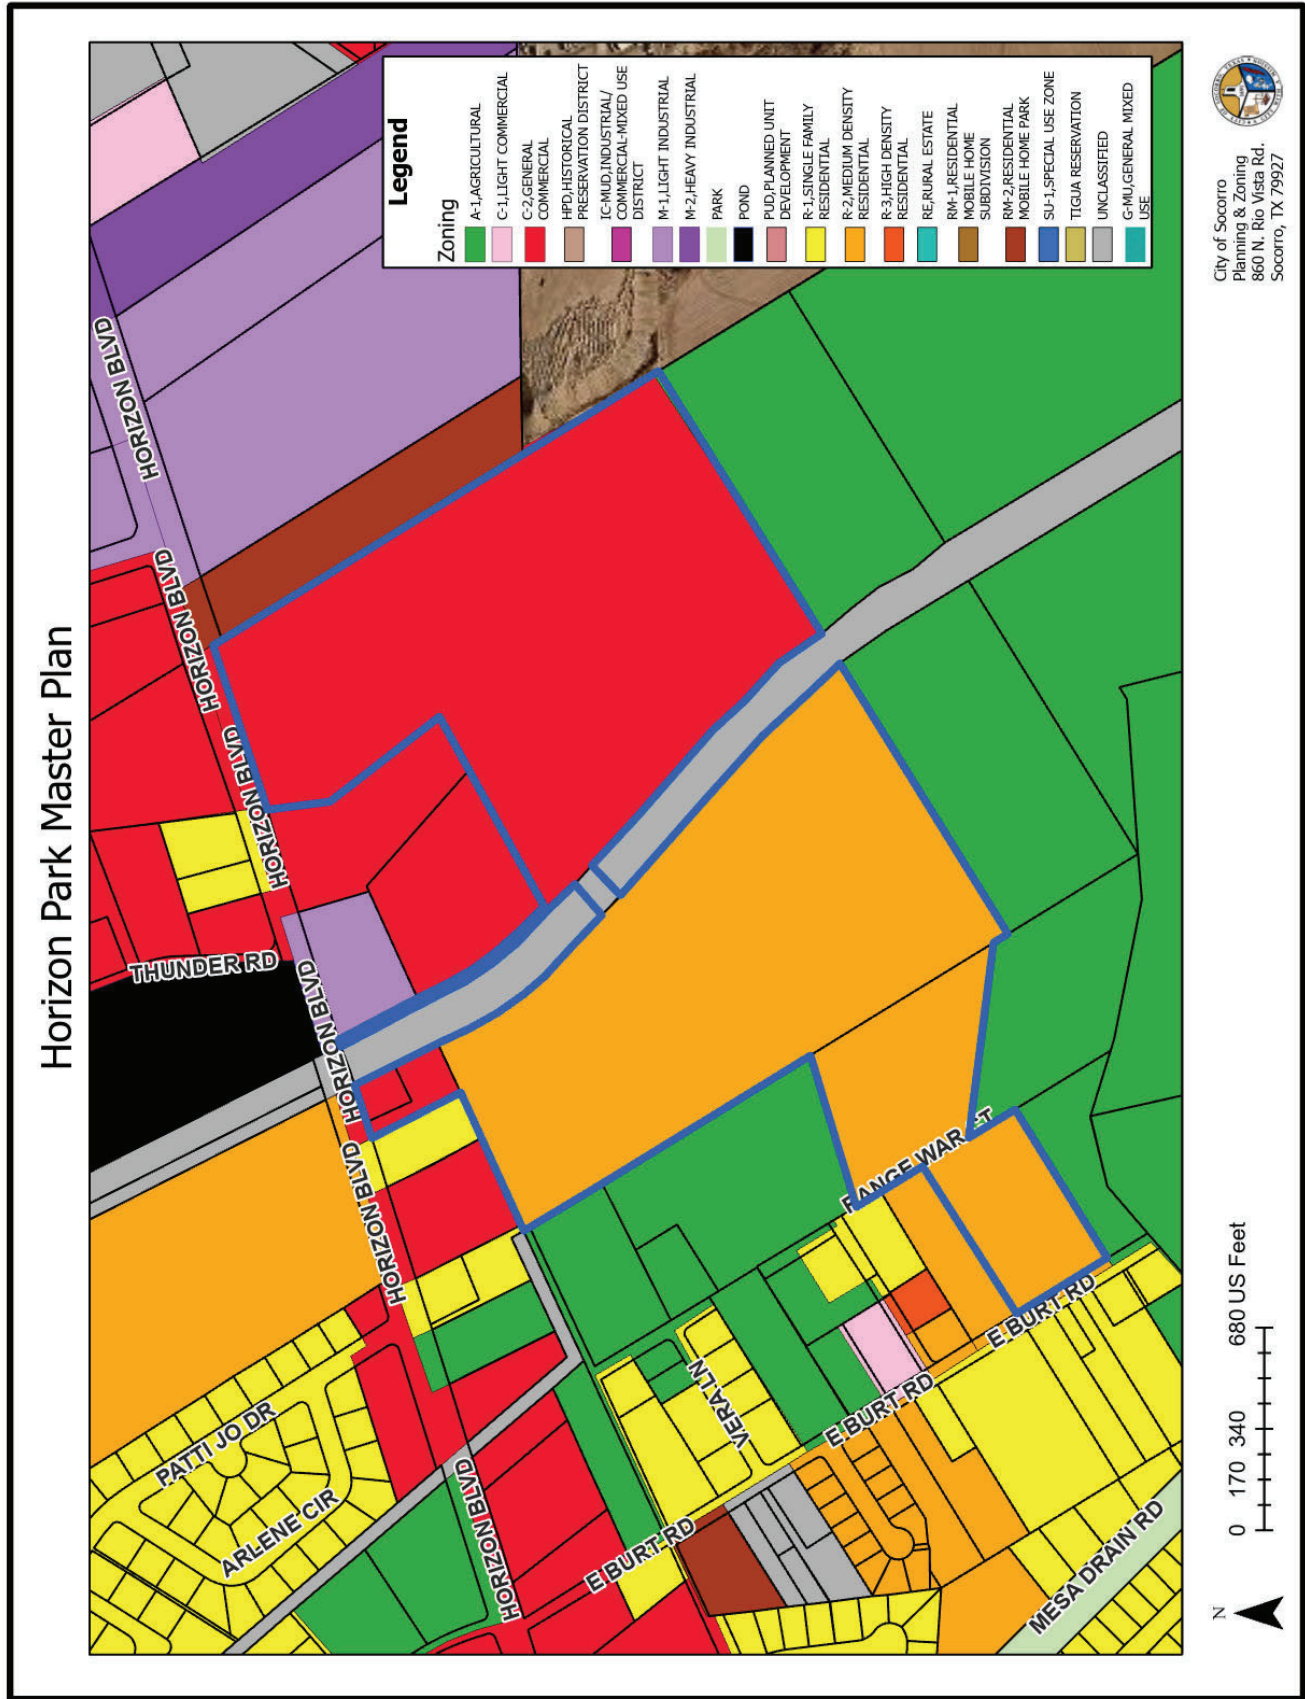 Horizon Park Master Plan
HORIZON BLVD
HORIZON BLVD
HORIZON BLVD
HORIZON BLVD
HORIZON BLVD
HORIZON BLVD
HORIZON BLVD
HORIZON BLVD
HORIZON BLVD
HORIZON BLVD
THUNDER RD
PATTI JO DR
ARLENE CIR
VERA LN
E BURT RD
E BURT RD
E BURT RD
MESA DRAIN RD
Legend
Zoning
A-1,AGRICULTURAL
C-1,LIGHT COMMERCIAL
C-2,GENERAL
COMMERCIAL
HPD,HISTORICAL
PRESERVATION DISTRICT
IC-MUD,INDUSTRIAL/
COMMERCIAL-MIXED USE
DISTRICT
M-1,LIGHT INDUSTRIAL
M-2,HEAVY INDUSTRIAL
PARK
POND
PUD,PLANNED UNIT
DEVELOPMENT
R-1,SINGLE FAMILY
RESIDENTIAL
R-2,MEDIUM DENSITY
RESIDENTIAL
R-3,HIGH DENSITY
RESIDENTIAL
RE,RURAL ESTATE
RM-1,RESIDENTIAL
MOBILE HOME
SUBDIVISION
RM-2,RESIDENTIAL
MOBILE HOME PARK
SU-1,SPECIAL USE ZONE
TIGUA RESERVATION
UNCLASSIFIED
G-MU,GENERAL MIXED
USE
N
0 170 340 680 US Feet
City of Socorro
Planning & Zoning
860 N. Rio Vista Rd.
Socorro, TX 79927